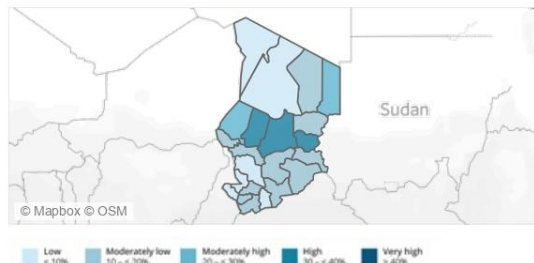 Sudan
© Mapbox © OSM
Low
< 10%
Moderately low
10 – < 20%
Moderately high
20 – < 30%
High
30 – < 40%
Very high
≥ 40%